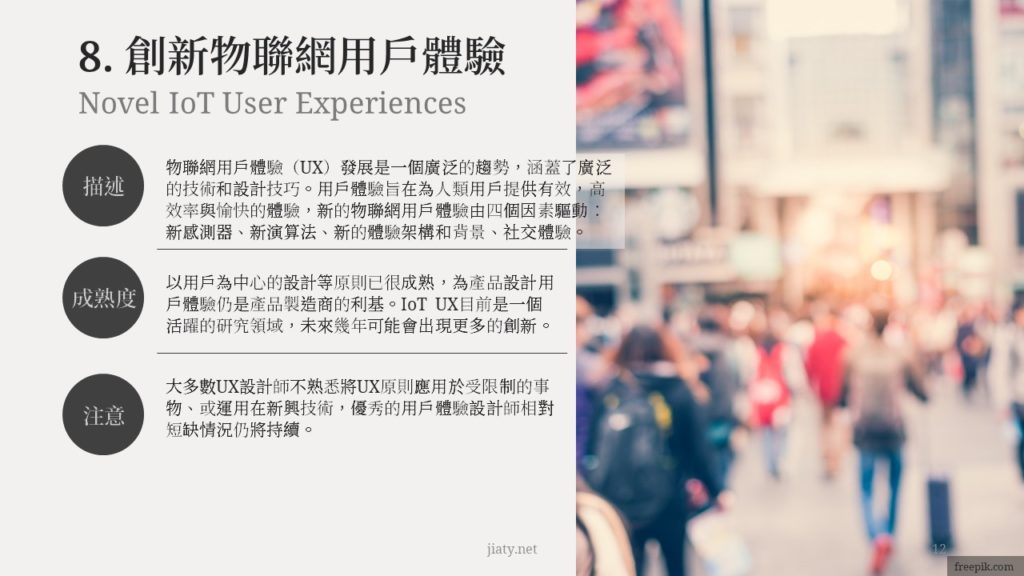 8. 創新物聯網用戶體驗
Novel IoT User Experiences
描述
物聯網用戶體驗（UX）發展是一個廣泛的趨勢，涵蓋了廣泛
的技術和設計技巧。用戶體驗旨在為人類用戶提供有效，高
效率與愉快的體驗，新的物聯網用戶體驗由四個因素驅動：
新感測器、新演算法、新的體驗架構和背景、社交體驗。
成熟度
以用戶為中心的設計等原則已很成熟，為產品設計用
戶體驗仍是產品製造商的利基。IoT UX目前是一個
活躍的研究領域，未來幾年可能會出現更多的創新。
注意
大多數UX設計師不熟悉將UX原則應用於受限制的事
物、或運用在新興技術，優秀的用戶體驗設計師相對
短缺情況仍將持續。
jiaty.net
12
freepik.com